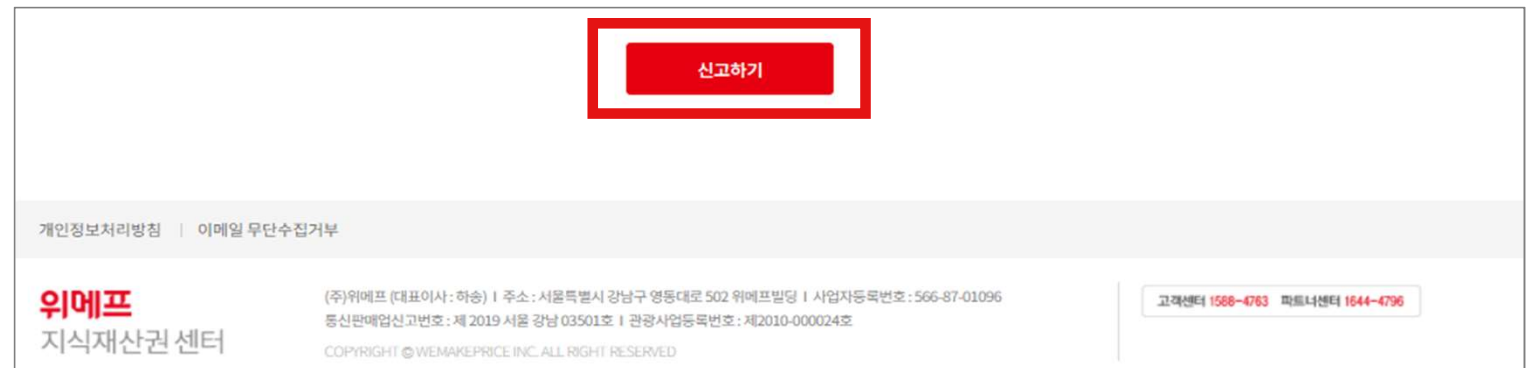 신고하기
개인정보처리방침 | 이메일 무단수집거부
위메프
지식재산권 센터
(주)위메프 (대표이사 : 하송) I 주소 : 서울특별시 강남구 영동대로 502 위메프빌딩 I 사업자등록번호 : 566-87-01096
통신판매업신고번호 : 제 2019 서울 강남 03501호 I 관광사업등록번호 : 제2010-000024호
COPYRIGHT © WEMAKEPRICE INC. ALL RIGHT RESERVED
고객센터 1588-4763 파트너센터 1644-4796